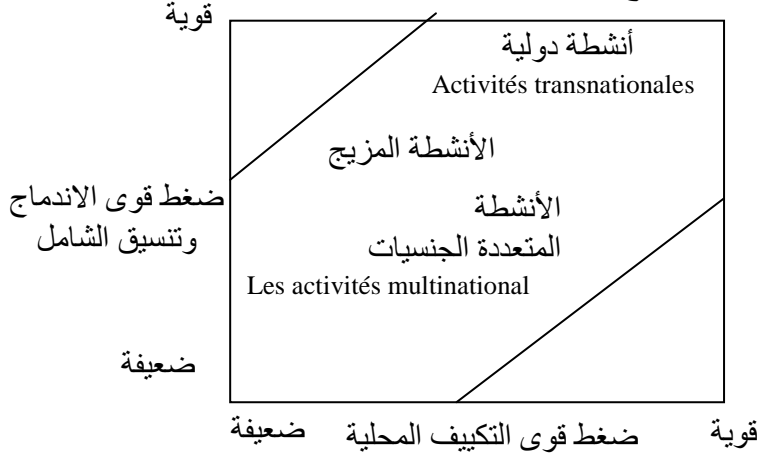 قوية
أنشطة دولية
Activités transnationales
الأنشطة المزيج
ضغط قوى الاندماج
وتنسيق الشامل
الأنشطة
المتعددة الجنسيات
Les activités multinational
ضعيفة
ضعيفة
ضغط قوى التكييف المحلية
قوية